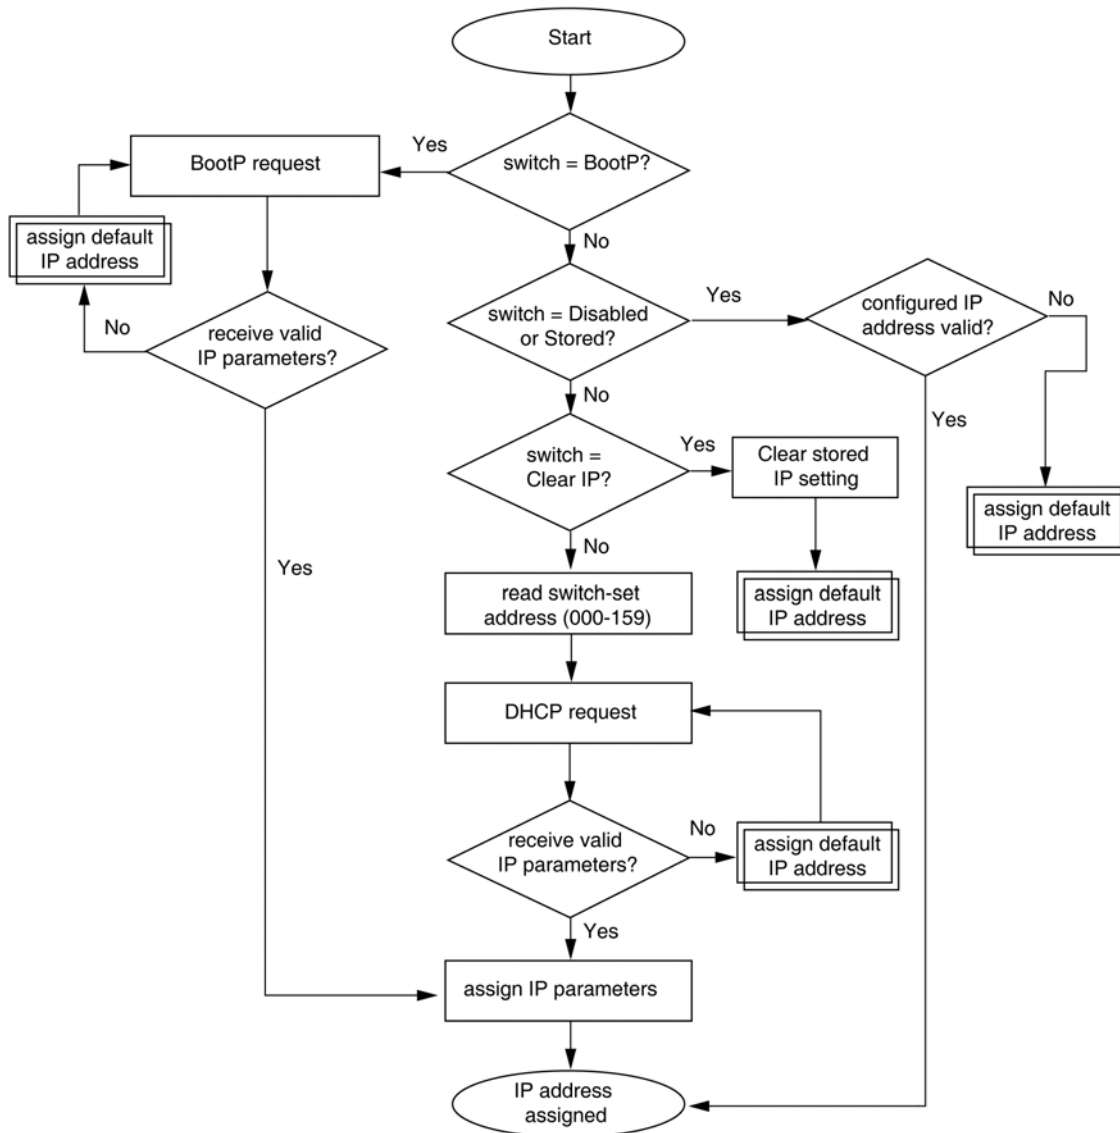 Start
Yes
BootP request
switch = BootP?
assign default
IP address
No
No
receive valid
IP parameters?
switch = Disabled
or Stored?
Yes
configured IP
address valid?
No
No
Yes
switch =
Clear IP?
Yes
Clear stored
IP setting
assign default
IP address
No
Yes
read switch-set
address (000-159)
assign default
IP address
DHCP request
receive valid
IP parameters?
No
assign default
IP address
Yes
assign IP parameters
IP address
assigned